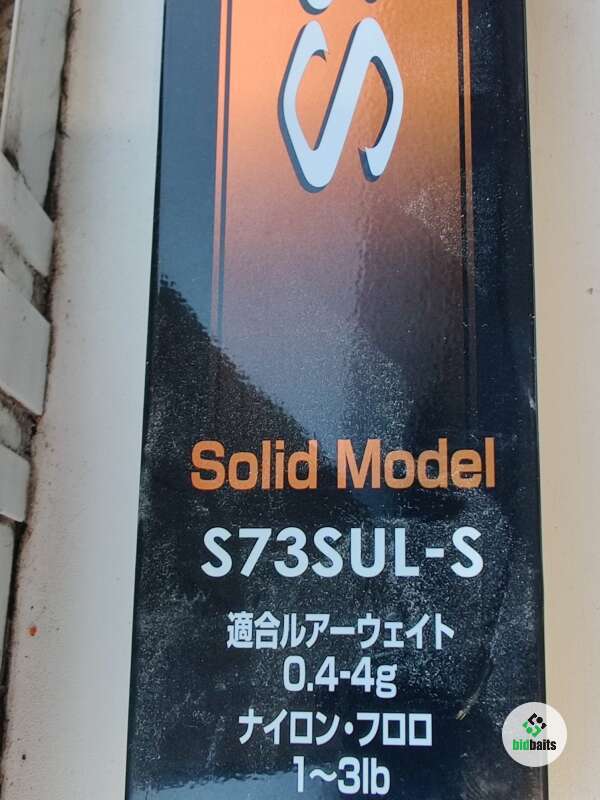 S
Solid Model
S73SUL-S
適合ルアーウェイト
0.4-4g
ナイロン・フロロ
1～3lb
bidbaits